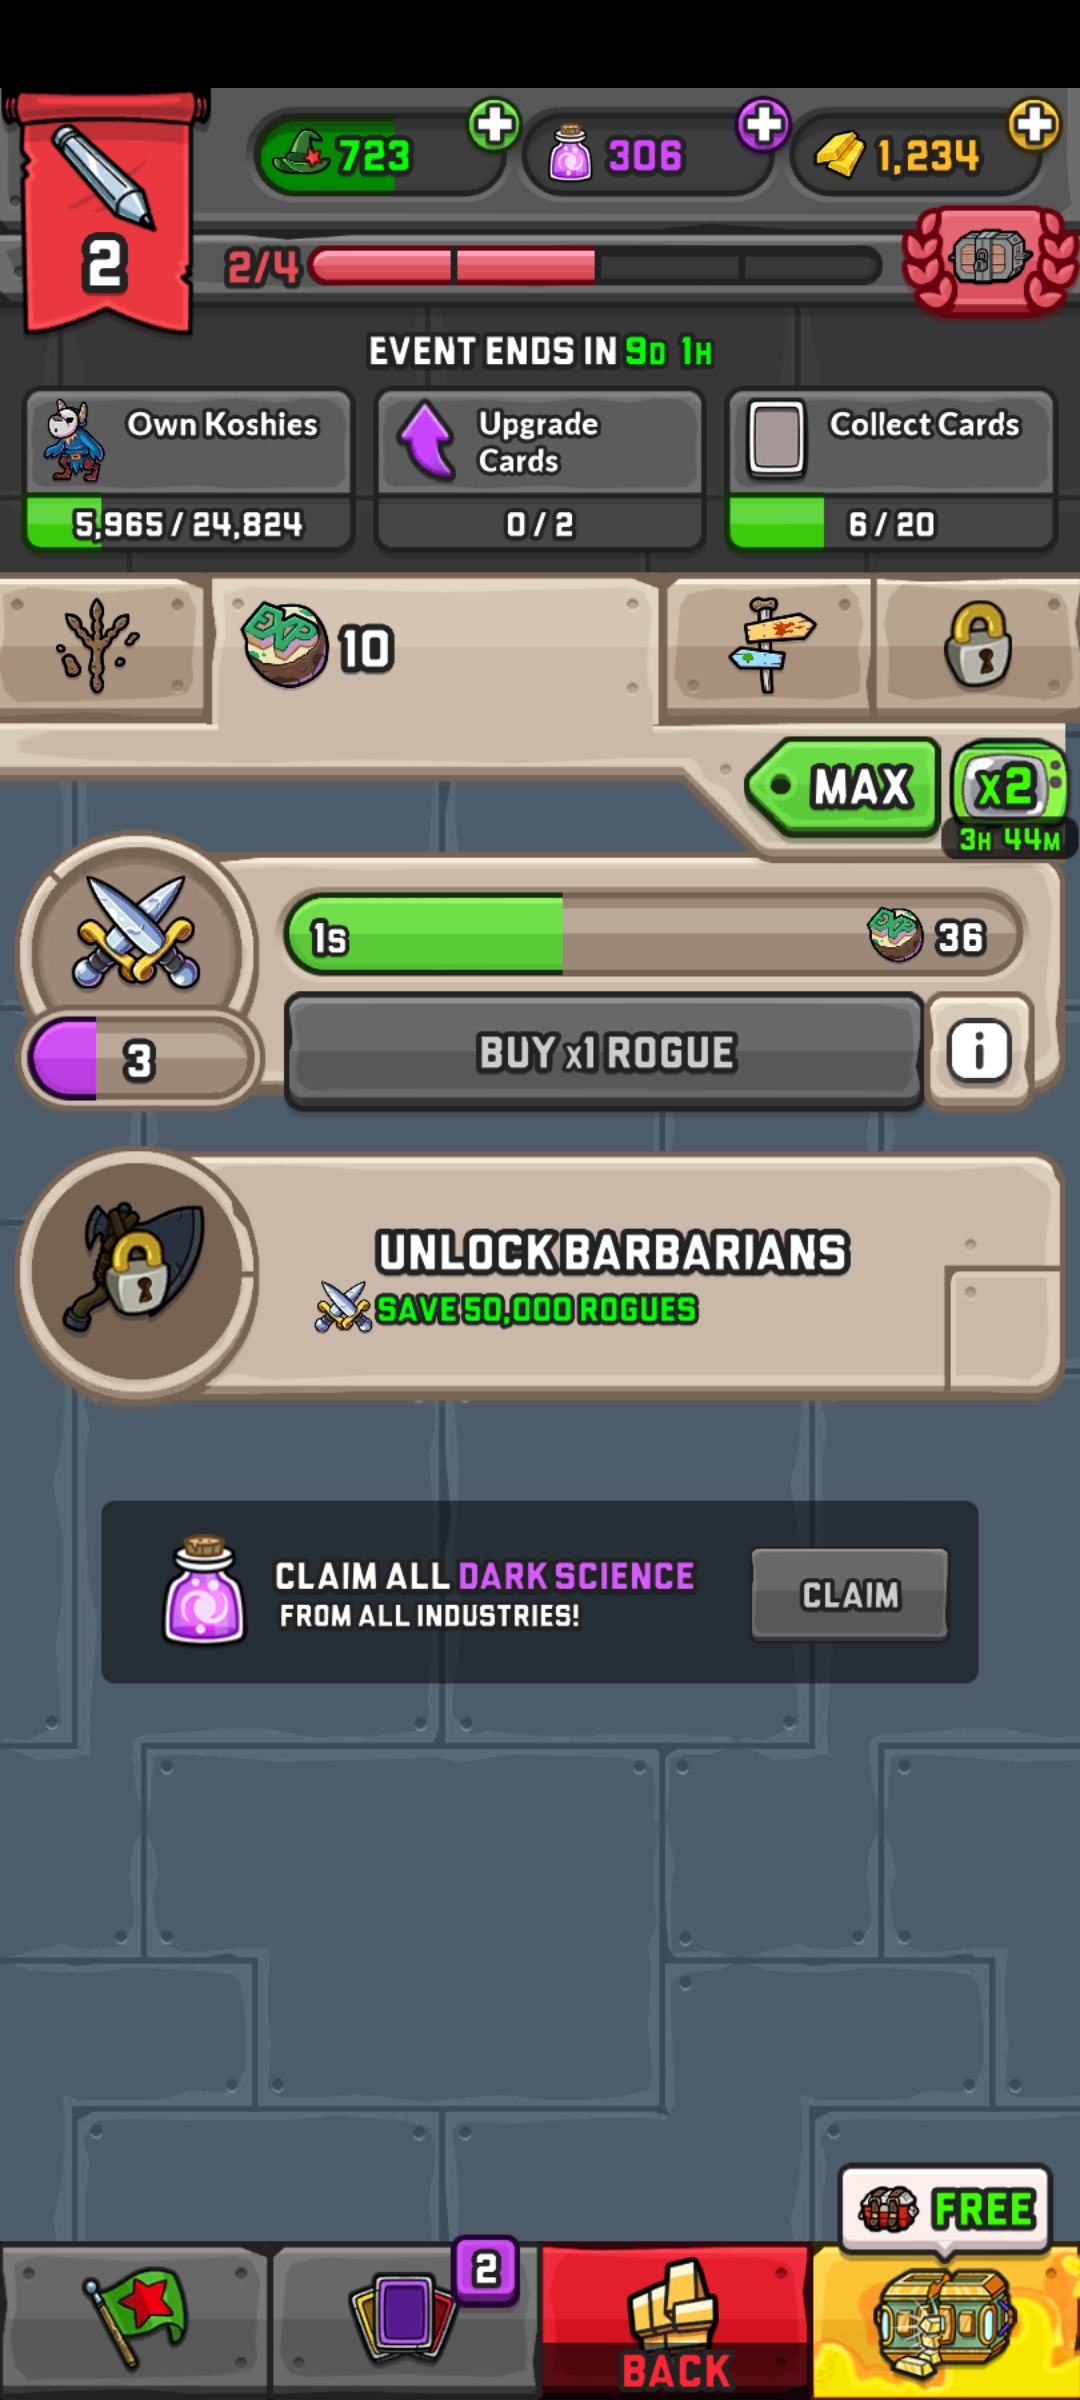 723
306
1,234
2
2/4
EVENT ENDS IN 9D 1H
Own Koshies
5,965 / 24,824
Upgrade
Cards
0 / 2
Collect Cards
6 / 20
EXP
10
MAX
x2
3H 44M
1s
EXP
36
3
BUY x1 ROGUE
i
UNLOCK BARBARIANS
SAVE 50,000 ROGUES
CLAIM ALL DARK SCIENCE
FROM ALL INDUSTRIES!
CLAIM
FREE
2
BACK